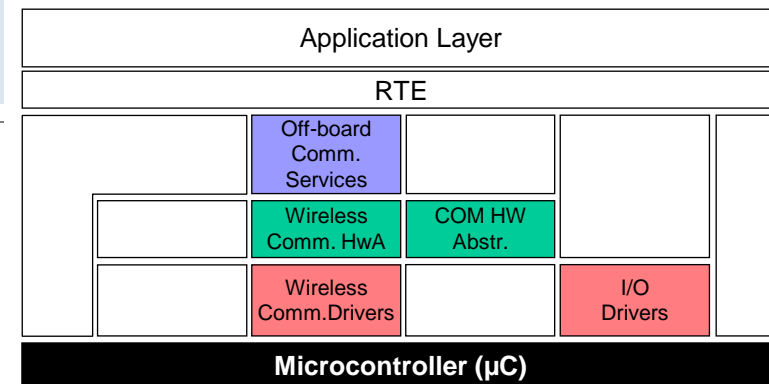 Application Layer
RTE
Off-board
Comm.
Services
Wireless
Comm. HwA
COM HW
Abstr.
Wireless
Comm.Drivers
I/O
Drivers
Microcontroller (µC)